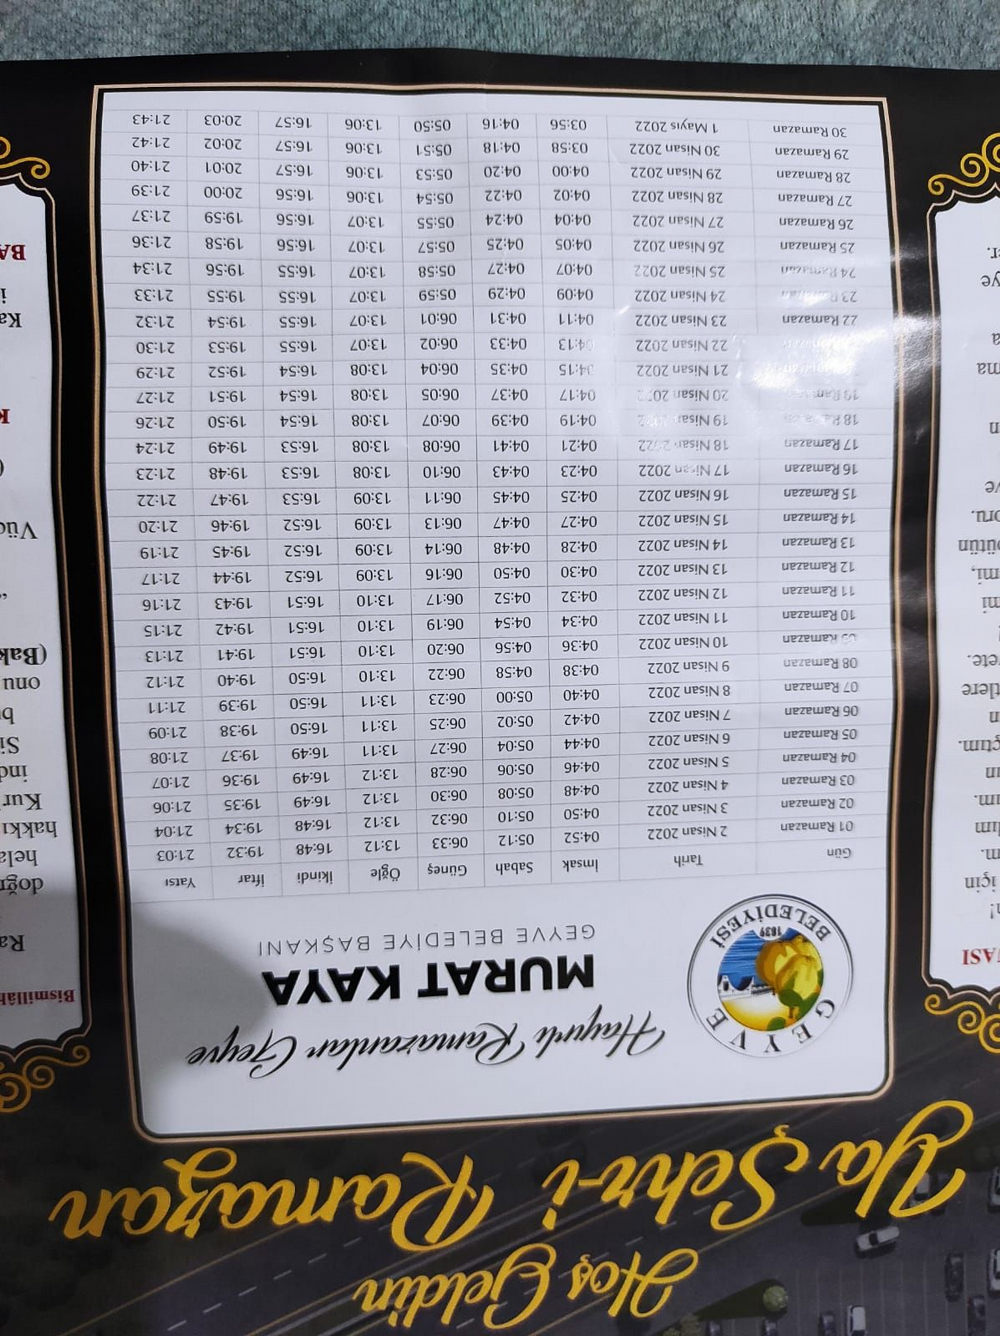 Hoş Geldin
Ya Şehr-i Ramazan
Hayırlı Ramazanlar Geyve
MURAT KAYA
GEYVE BELEDİYE BAŞKANI
GEYVE
1839
BELEDİYESİ
Gün Tarih İmsak Sabah Güneş Öğle İkindi İftar Yatsı
01 Ramazan 2 Nisan 2022 04:52 05:12 06:33 13:12 16:48 19:32 21:03
02 Ramazan 3 Nisan 2022 04:50 05:10 06:32 13:12 16:48 19:34 21:04
03 Ramazan 4 Nisan 2022 04:48 05:08 06:30 13:12 16:49 19:35 21:06
04 Ramazan 5 Nisan 2022 04:46 05:06 06:28 13:12 16:49 19:36 21:07
05 Ramazan 6 Nisan 2022 04:44 05:04 06:27 13:11 16:49 19:37 21:08
06 Ramazan 7 Nisan 2022 04:42 05:02 06:25 13:11 16:50 19:38 21:09
07 Ramazan 8 Nisan 2022 04:40 05:00 06:23 13:11 16:50 19:39 21:11
08 Ramazan 9 Nisan 2022 04:38 04:58 06:22 13:10 16:50 19:40 21:12
09 Ramazan 10 Nisan 2022 04:36 04:56 06:20 13:10 16:51 19:41 21:13
10 Ramazan 11 Nisan 2022 04:34 04:54 06:19 13:10 16:51 19:42 21:15
11 Ramazan 12 Nisan 2022 04:32 04:52 06:17 13:10 16:51 19:43 21:16
12 Ramazan 13 Nisan 2022 04:30 04:50 06:16 13:09 16:52 19:44 21:17
13 Ramazan 14 Nisan 2022 04:28 04:48 06:14 13:09 16:52 19:45 21:19
14 Ramazan 15 Nisan 2022 04:27 04:47 06:13 13:09 16:52 19:46 21:20
15 Ramazan 16 Nisan 2022 04:25 04:45 06:11 13:09 16:53 19:47 21:22
16 Ramazan 17 Nisan 2022 04:23 04:43 06:10 13:08 16:53 19:48 21:23
17 Ramazan 18 Nisan 2022 04:21 04:41 06:08 13:08 16:53 19:49 21:24
18 Ramazan 19 Nisan 2022 04:19 04:39 06:07 13:08 16:54 19:50 21:26
19 Ramazan 20 Nisan 2022 04:17 04:37 06:05 13:08 16:54 19:51 21:27
21 Nisan 2022 04:15 04:35 06:04 13:08 16:54 19:52 21:29
22 Nisan 2022 04:13 04:33 06:02 13:07 16:55 19:53 21:30
22 Ramazan 23 Nisan 2022 04:11 04:31 06:01 13:07 16:55 19:54 21:32
23 Ramazan 24 Nisan 2022 04:09 04:29 05:59 13:07 16:55 19:55 21:33
24 Ramazan 25 Nisan 2022 04:07 04:27 05:58 13:07 16:55 19:56 21:34
25 Ramazan 26 Nisan 2022 04:05 04:25 05:57 13:07 16:56 19:58 21:36
26 Ramazan 27 Nisan 2022 04:04 04:24 05:55 13:07 16:56 19:59 21:37
27 Ramazan 28 Nisan 2022 04:02 04:22 05:54 13:06 16:56 20:00 21:39
28 Ramazan 29 Nisan 2022 04:00 04:20 05:53 13:06 16:57 20:01 21:40
29 Ramazan 30 Nisan 2022 03:58 04:18 05:51 13:06 16:57 20:02 21:42
30 Ramazan 1 Mayıs 2022 03:56 04:16 05:50 13:06 16:57 20:03 21:43
için
Bismillâh
Ra
doğr
hela
hakkı
ind
onu
(Bak
Vüc
Ka
BA